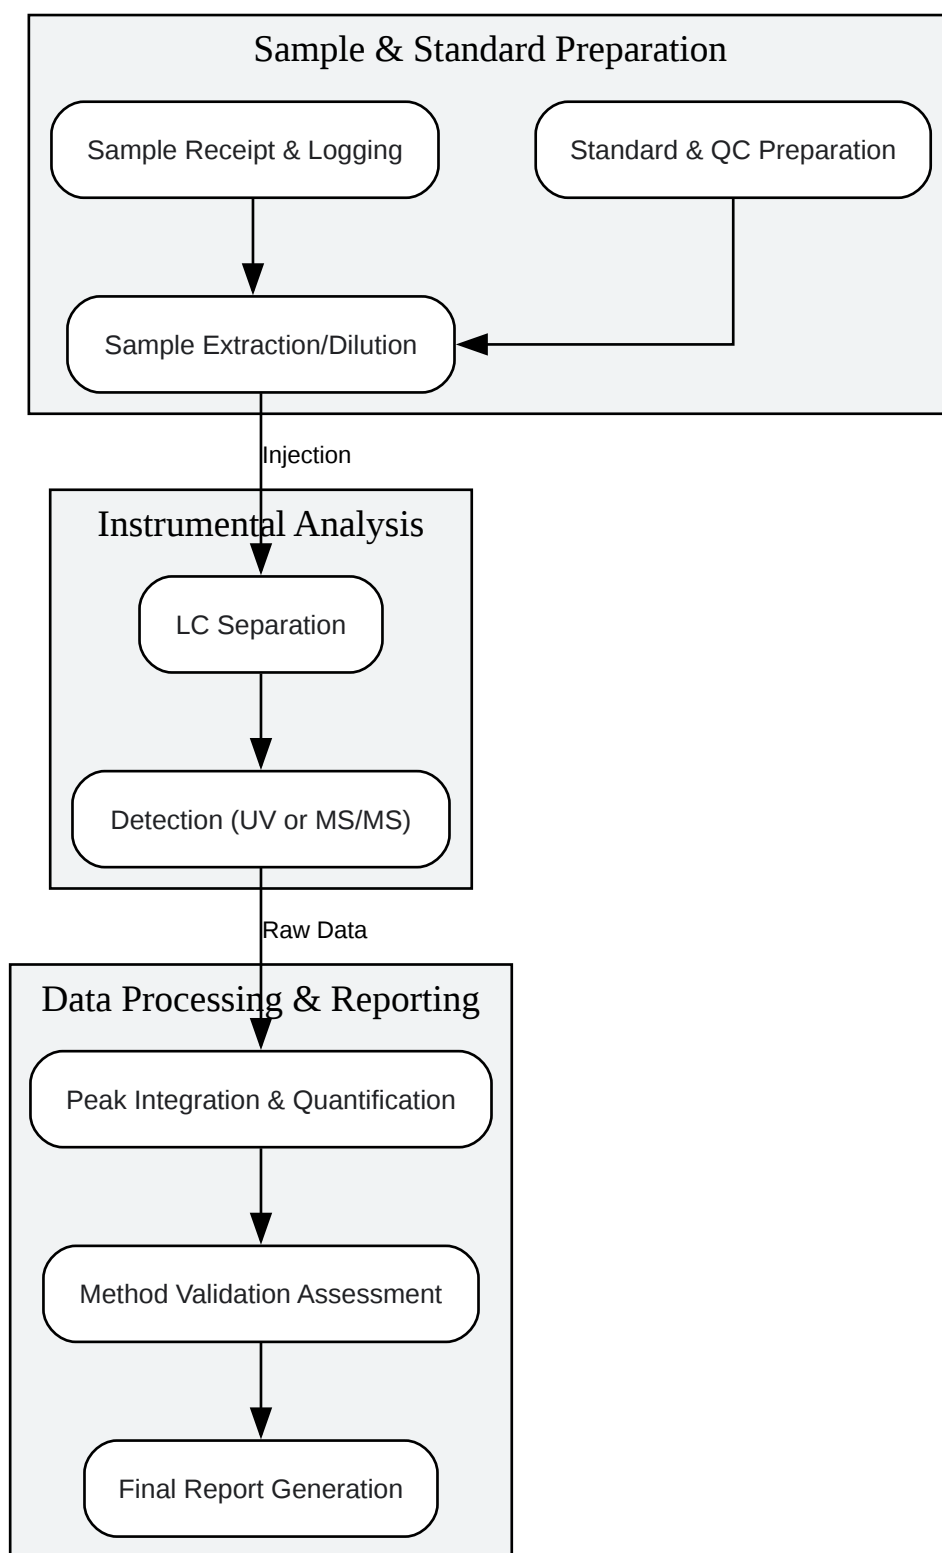 Sample & Standard Preparation
Sample Receipt & Logging
Standard & QC Preparation
Sample Extraction/Dilution
Injection
Instrumental Analysis
LC Separation
Detection (UV or MS/MS)
Raw Data
Data Processing & Reporting
Peak Integration & Quantification
Method Validation Assessment
Final Report Generation